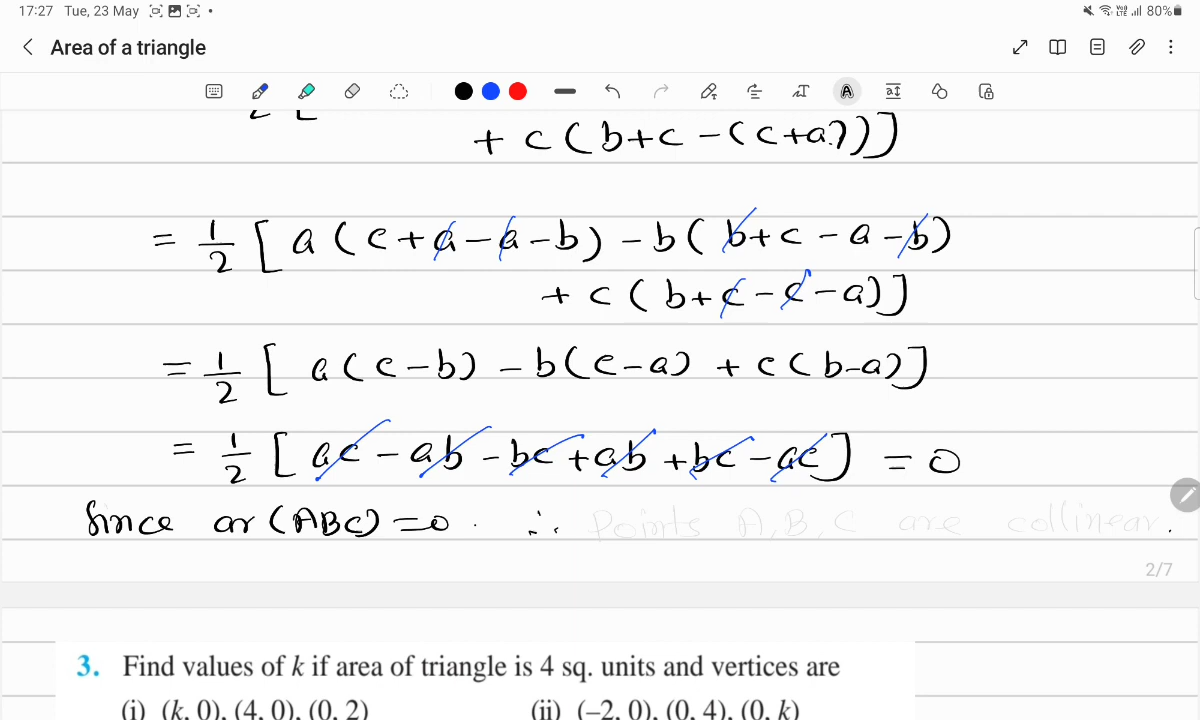 17:27 Tue, 23 May 80%
Area of a triangle
+ c(b+c-(c+a))]
= 1/2 [a(c+a-a-b) - b(b+c-a-b)
+ c(b+c-c-a)]
= 1/2 [a(c-b) - b(c-a) + c(b-a)]
= 1/2 [ac-ab-bc+ab+bc-ac] = 0
Since ar(ABC)=0. ∴ Points A,B,C are collinear.
2/7
3. Find values of k if area of triangle is 4 sq. units and vertices are
(i) (k, 0), (4, 0), (0, 2) (ii) (–2, 0), (0, 4), (0, k)